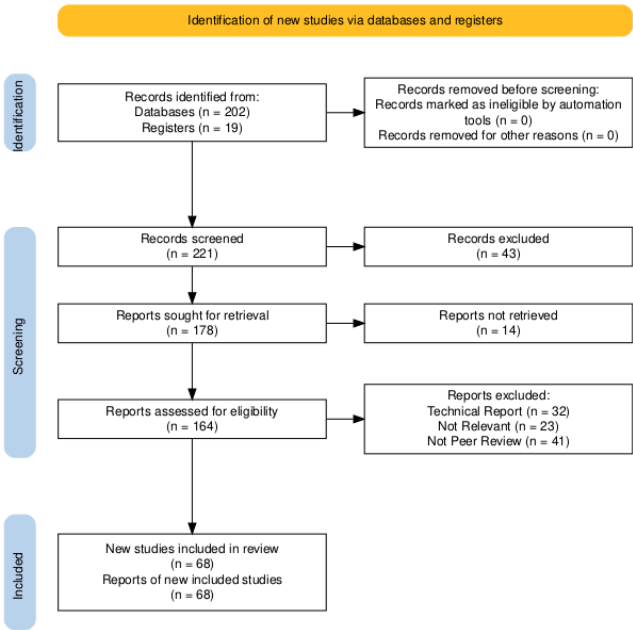 Identification of new studies via databases and registers
Identification
Records identified from:
Databases (n = 202)
Registers (n = 19)
Records removed before screening:
Records marked as ineligible by automation
tools (n = 0)
Records removed for other reasons (n = 0)
Screening
Records screened
(n = 221)
Records excluded
(n = 43)
Reports sought for retrieval
(n = 178)
Reports not retrieved
(n = 14)
Reports assessed for eligibility
(n = 164)
Reports excluded:
Technical Report (n = 32)
Not Relevant (n = 23)
Not Peer Review (n = 41)
Included
New studies included in review
(n = 68)
Reports of new included studies
(n = 68)